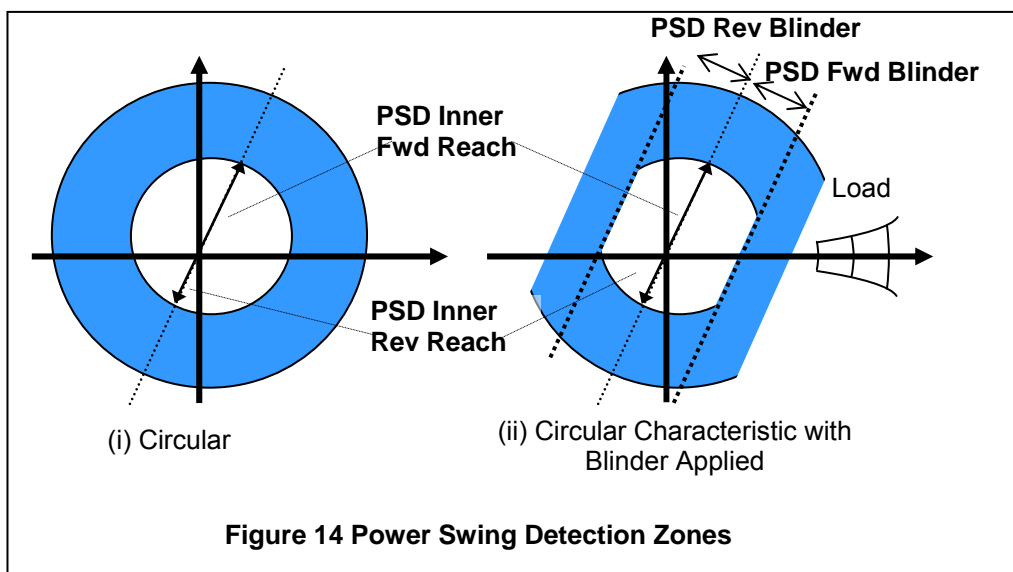 PSD Rev Blinder
PSD Fwd Blinder
PSD Inner
Fwd Reach
Load
PSD Inner
Rev Reach
(i) Circular
(ii) Circular Characteristic with
Blinder Applied
Figure 14 Power Swing Detection Zones